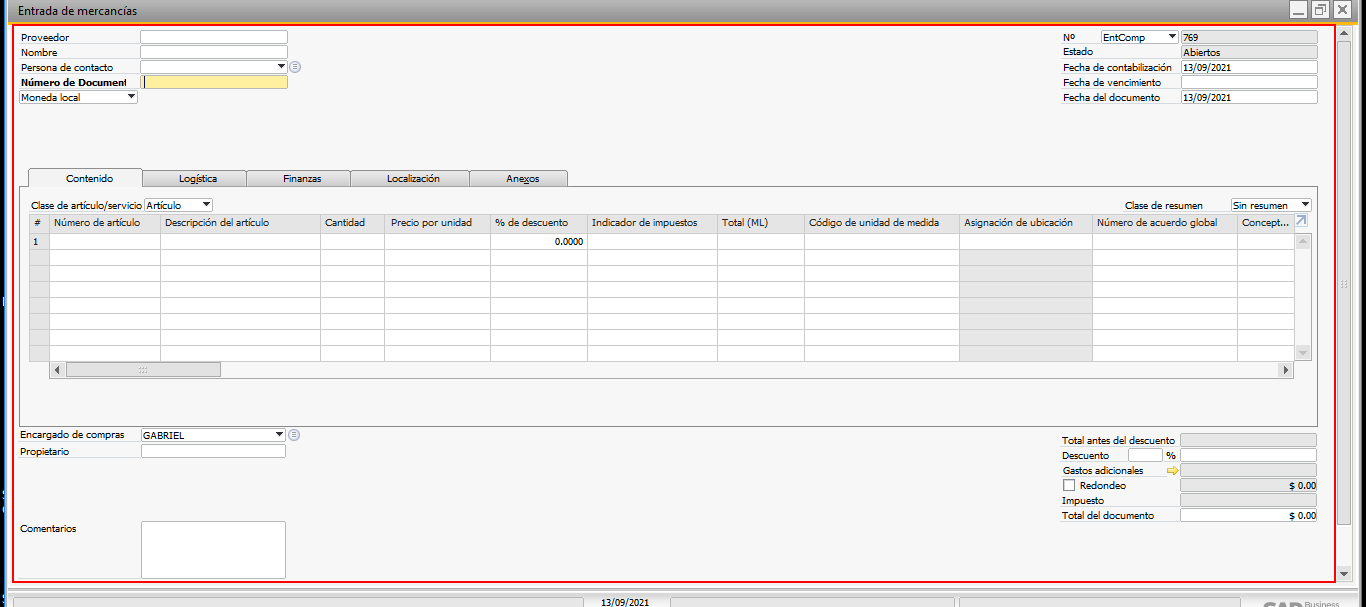 Entrada de mercancías
Proveedor
Nombre
Persona de contacto
Número de Document
Moneda local
Nº EntComp 769
Estado Abiertos
Fecha de contabilización 13/09/2021
Fecha de vencimiento
Fecha del documento 13/09/2021
Contenido Logística Finanzas Localización Anexos
Clase de artículo/servicio Artículo Clase de resumen Sin resumen
# Número de artículo Descripción del artículo Cantidad Precio por unidad % de descuento Indicador de impuestos Total (ML) Código de unidad de medida Asignación de ubicación Número de acuerdo global Concept...
1 0.0000
Encargado de compras GABRIEL
Propietario
Comentarios
Total antes del descuento
Descuento %
Gastos adicionales
Redondeo $ 0.00
Impuesto
Total del documento $ 0.00
13/09/2021
Business